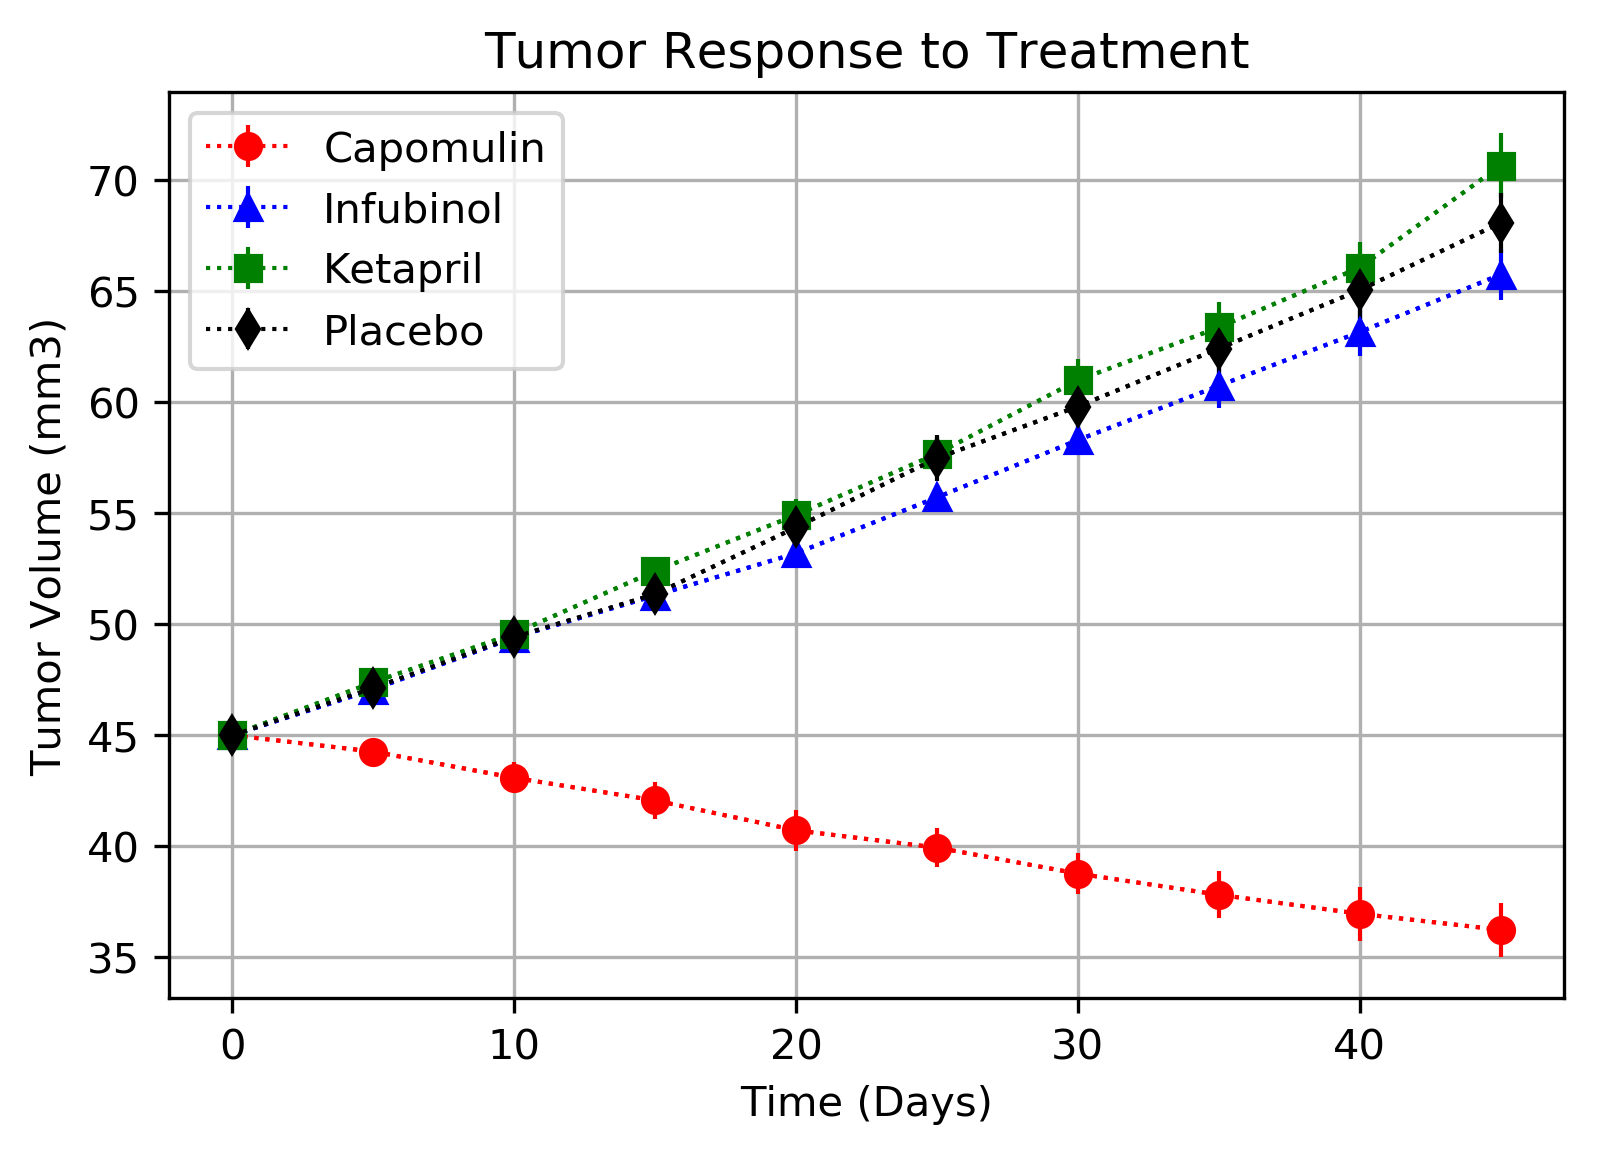 Tumor Response to Treatment
Capomulin
Infubinol
Ketapril
Placebo
70
65
60
55
50
45
40
35
Tumor Volume (mm3)
0 10 20 30 40
Time (Days)